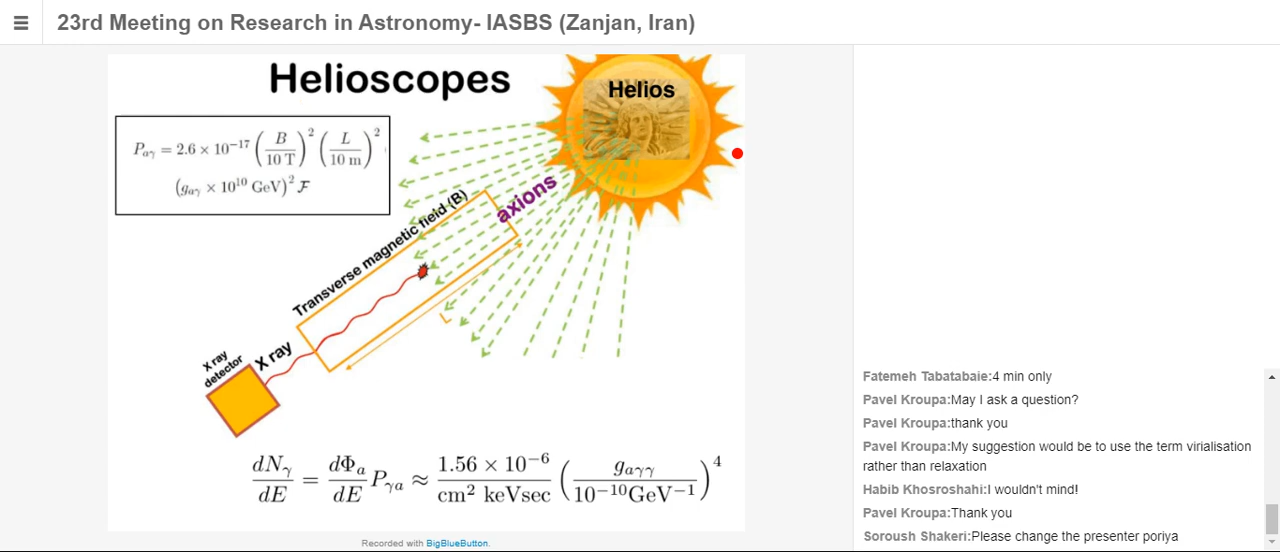 ☰ 23rd Meeting on Research in Astronomy- IASBS (Zanjan, Iran)
Helioscopes
Helios
P_{aγ} = 2.6 × 10^{-17} (B/10 T)^2 (L/10 m)^2
(g_{aγ} × 10^{10} GeV)^2 F
axions
Transverse magnetic field (B)
L
X ray
X ray
detector
dN_γ/dE = dΦ_a/dE P_{γa} ≈ 1.56 × 10^{-6}/cm^2 keVsec (g_{aγγ}/10^{-10}GeV^{-1})^4
Recorded with BigBlueButton.
Fatemeh Tabatabaie:4 min only
Pavel Kroupa:May I ask a question?
Pavel Kroupa:thank you
Pavel Kroupa:My suggestion would be to use the term virialisation
rather than relaxation
Habib Khosroshahi:I wouldn't mind!
Pavel Kroupa:Thank you
Soroush Shakeri:Please change the presenter poriya